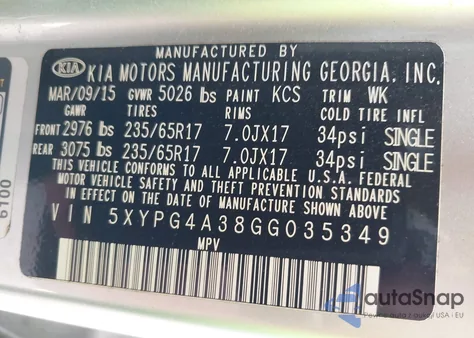 MANUFACTURED BY
KIA KIA MOTORS MANUFACTURING GEORGIA, INC.
MAR/09/15 GVWR 5026 lbs PAINT KCS TRIM WK
GAWR TIRES RIMS COLD TIRE INFL
FRONT 2976 lbs 235/65R17 7.0JX17 34psi SINGLE
REAR 3075 lbs 235/65R17 7.0JX17 34psi SINGLE
THIS VEHICLE CONFORMS TO ALL APPLICABLE U.S.A. FEDERAL
MOTOR VEHICLE SAFETY AND THEFT PREVENTION STANDARDS
IN EFFECT ON THE DATE OF MANUFACTURE SHOWN ABOVE.
VIN 5XYPG4A38GG035349
MPV
6100
autoSnap